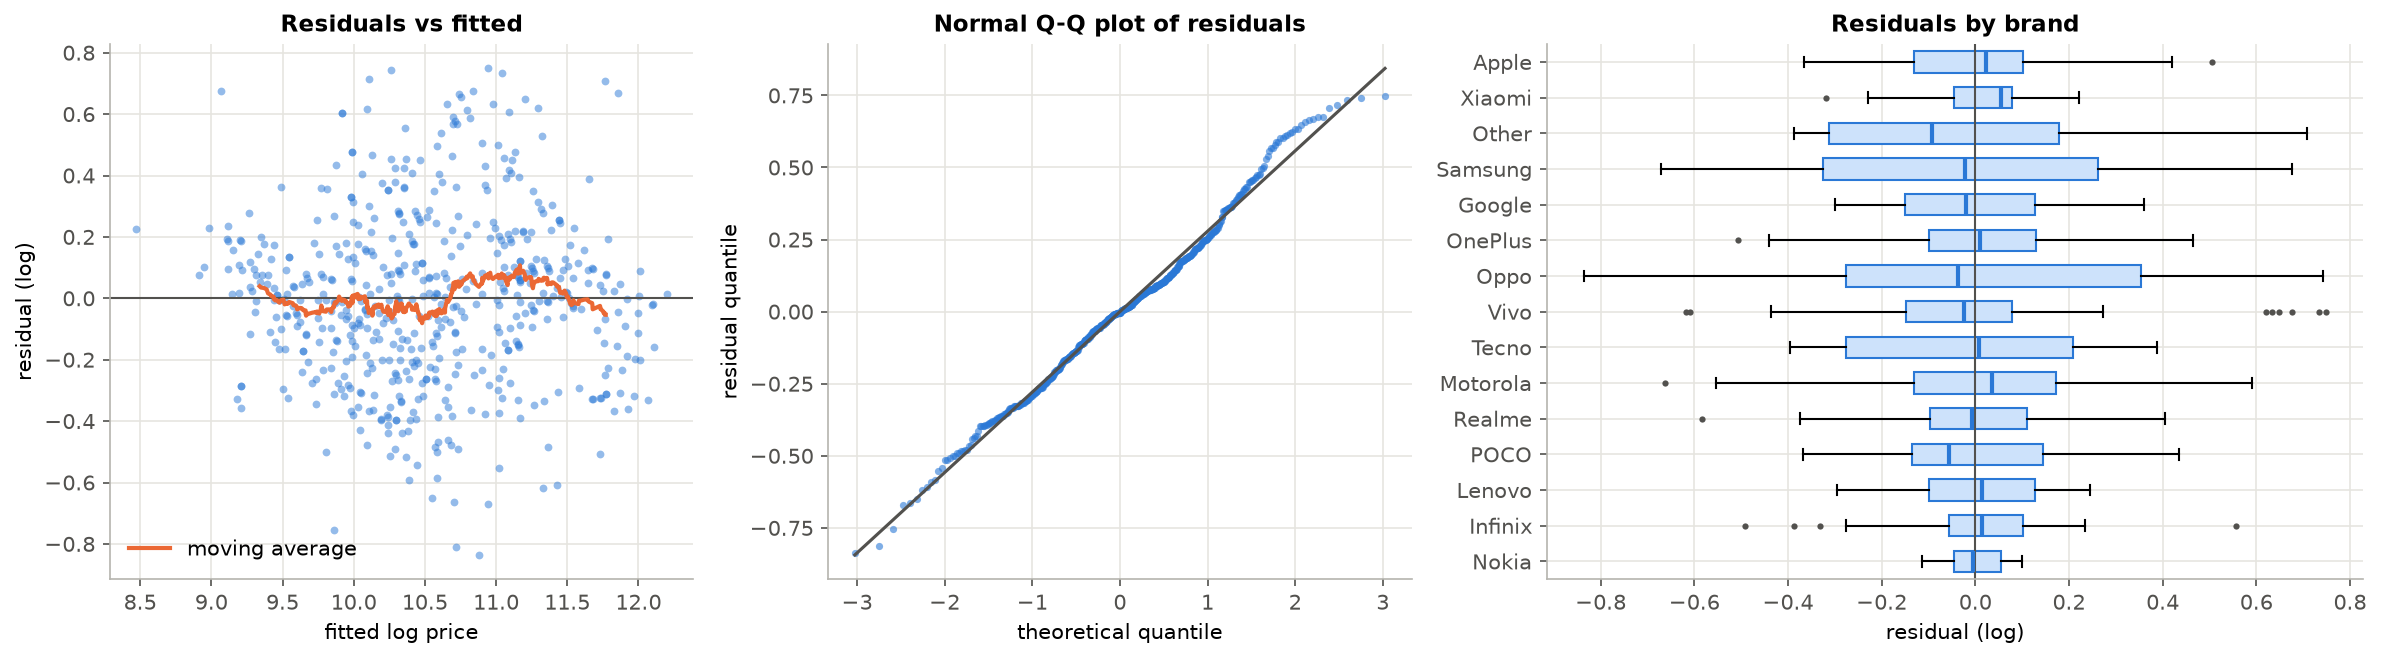 Residuals vs fitted
residual (log)
0.8
0.6
0.4
0.2
0.0
−0.2
−0.4
−0.6
−0.8
moving average
8.5 9.0 9.5 10.0 10.5 11.0 11.5 12.0
fitted log price
Normal Q-Q plot of residuals
residual quantile
0.75
0.50
0.25
0.00
−0.25
−0.50
−0.75
−3 −2 −1 0 1 2 3
theoretical quantile
Residuals by brand
Apple
Xiaomi
Other
Samsung
Google
OnePlus
Oppo
Vivo
Tecno
Motorola
Realme
POCO
Lenovo
Infinix
Nokia
−0.8 −0.6 −0.4 −0.2 0.0 0.2 0.4 0.6 0.8
residual (log)